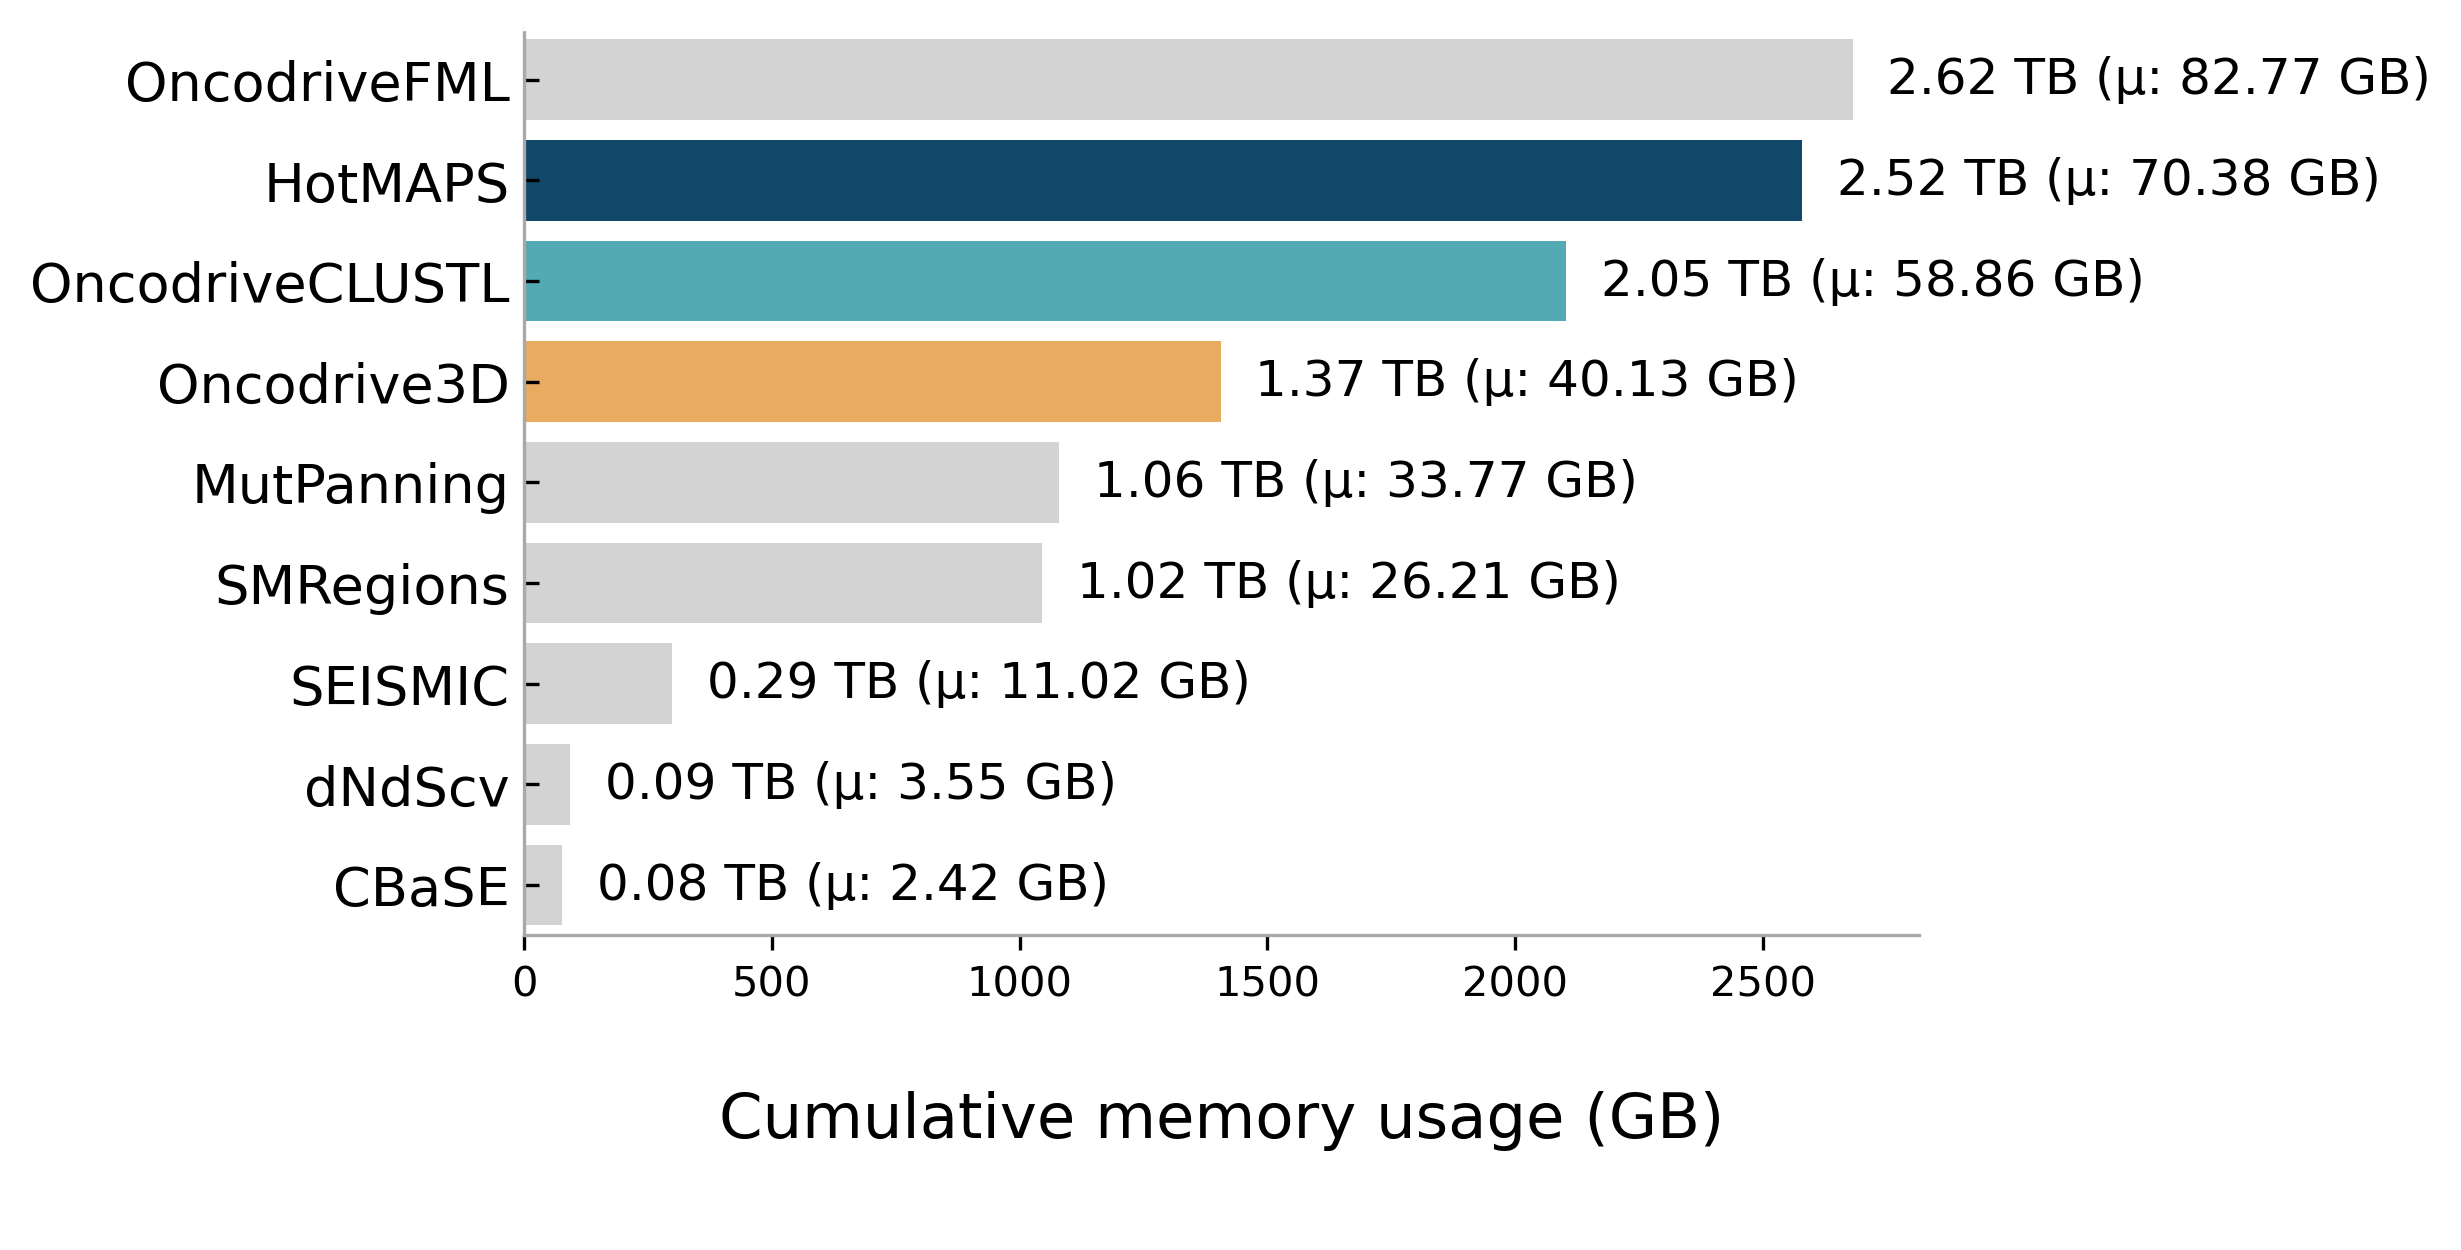 OncodriveFML 2.62 TB (μ: 82.77 GB)
HotMAPS 2.52 TB (μ: 70.38 GB)
OncodriveCLUSTL 2.05 TB (μ: 58.86 GB)
Oncodrive3D 1.37 TB (μ: 40.13 GB)
MutPanning 1.06 TB (μ: 33.77 GB)
SMRegions 1.02 TB (μ: 26.21 GB)
SEISMIC 0.29 TB (μ: 11.02 GB)
dNdScv 0.09 TB (μ: 3.55 GB)
CBaSE 0.08 TB (μ: 2.42 GB)
0 500 1000 1500 2000 2500
Cumulative memory usage (GB)